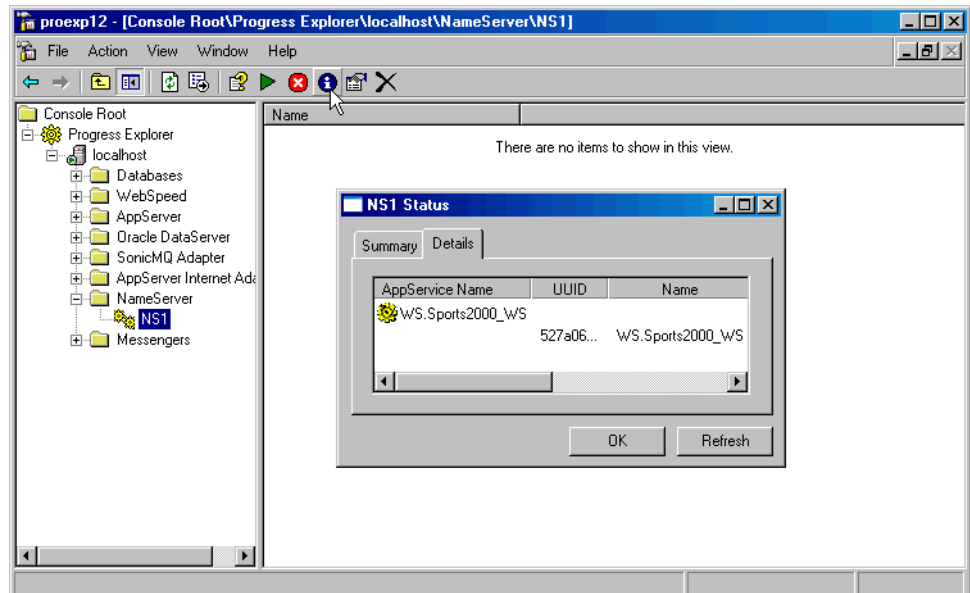 proexp12 - [Console Root\Progress Explorer\localhost\NameServer\NS1]
File Action View Window Help
Console Root
Progress Explorer
localhost
Databases
WebSpeed
AppServer
Oracle DataServer
SonicMQ Adapter
AppServer Internet Ada
NameServer
NS1
Messengers
Name
There are no items to show in this view.
NS1 Status
Summary Details
AppService Name UUID Name
WS.Sports2000_WS
527a06... WS.Sports2000_WS
OK Refresh